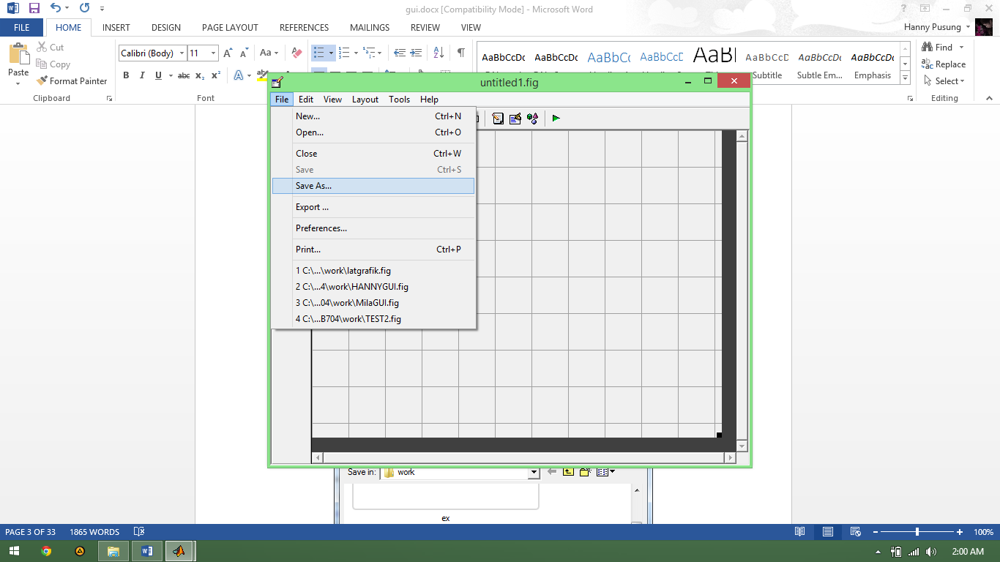 gui.docx [Compatibility Mode] - Microsoft Word
FILE HOME INSERT DESIGN PAGE LAYOUT REFERENCES MAILINGS REVIEW VIEW Hanny Pusung
Cut
Copy
Format Painter
Paste
Clipboard
Calibri (Body) 11
Font
AaBbCcDc AaBbCcDc AaBbCc AaBbCcD AaBbCcC AaBbCcDc AaBbCcDc
Subtitle Subtle Em... Emphasis
Find
Replace
Select
Editing
untitled1.fig
File Edit View Layout Tools Help
New... Ctrl+N
Open... Ctrl+O
Close Ctrl+W
Save Ctrl+S
Save As...
Export ...
Preferences...
Print... Ctrl+P
1 C:\...\work\latgrafik.fig
2 C:\...4\work\HANNYGUI.fig
3 C:\...04\work\MilaGUI.fig
4 C:\...B704\work\TEST2.fig
Save in: work
ex
PAGE 3 OF 33 1865 WORDS 100%
2:00 AM